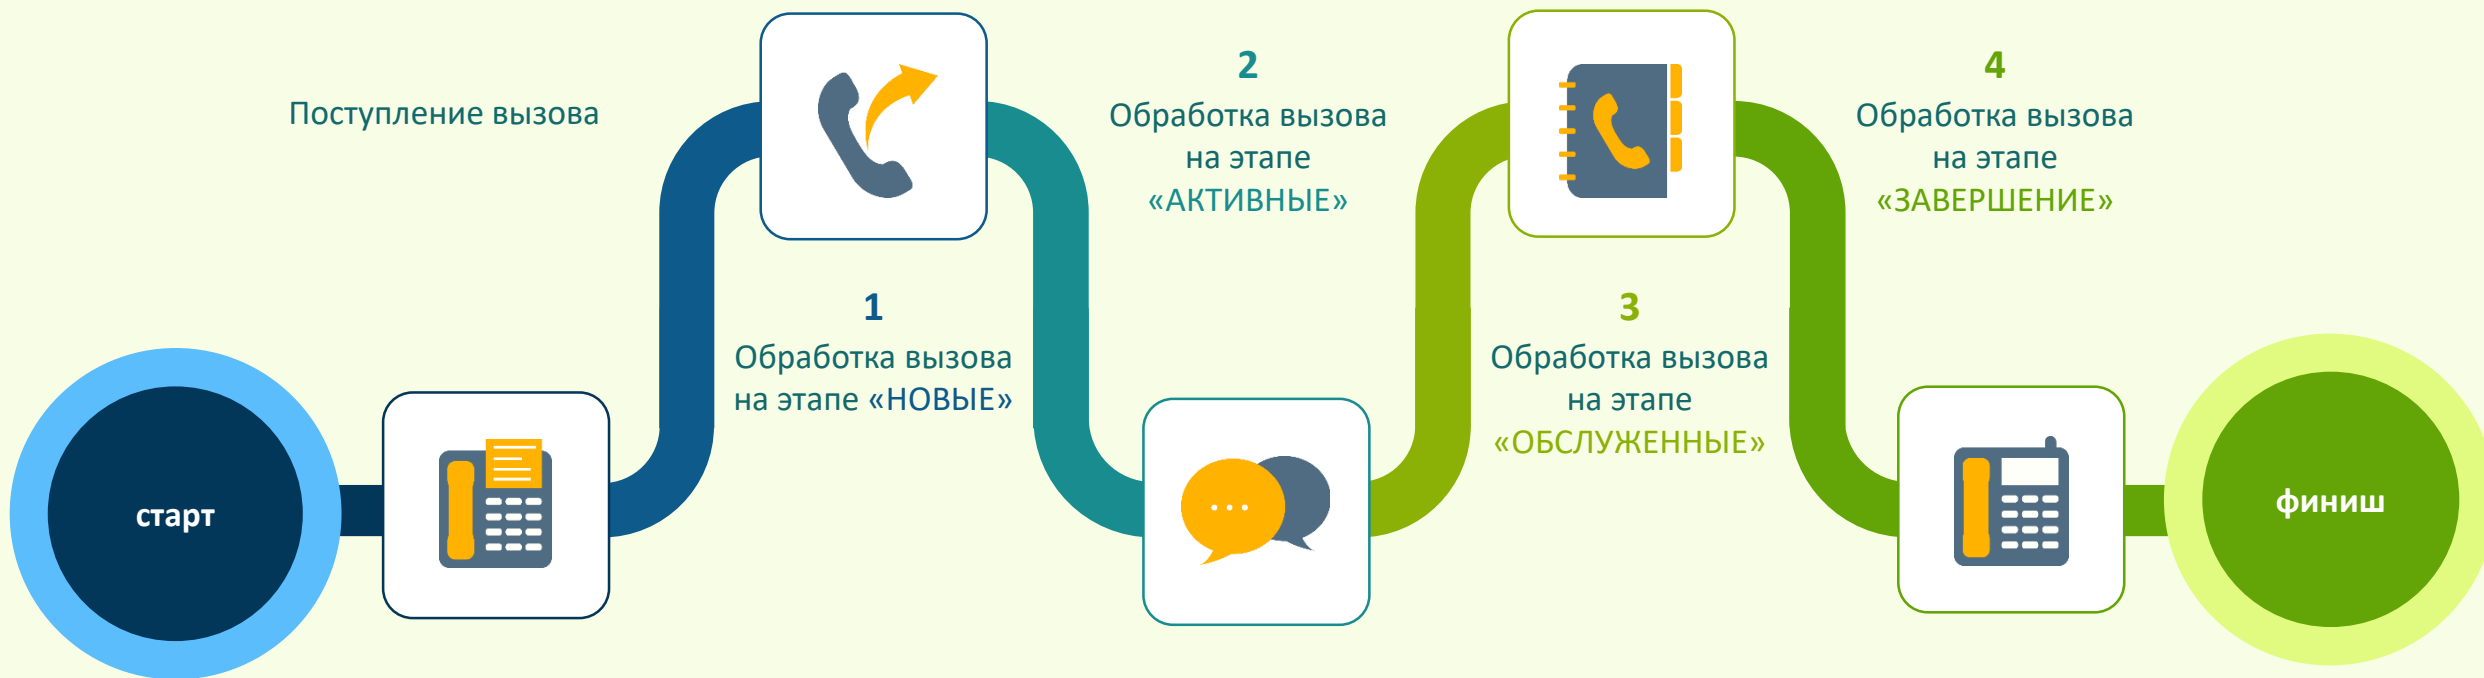 старт
Поступление вызова
1
Обработка вызова
на этапе «НОВЫЕ»
2
Обработка вызова
на этапе
«АКТИВНЫЕ»
3
Обработка вызова
на этапе
«ОБСЛУЖЕННЫЕ»
4
Обработка вызова
на этапе
«ЗАВЕРШЕНИЕ»
финиш